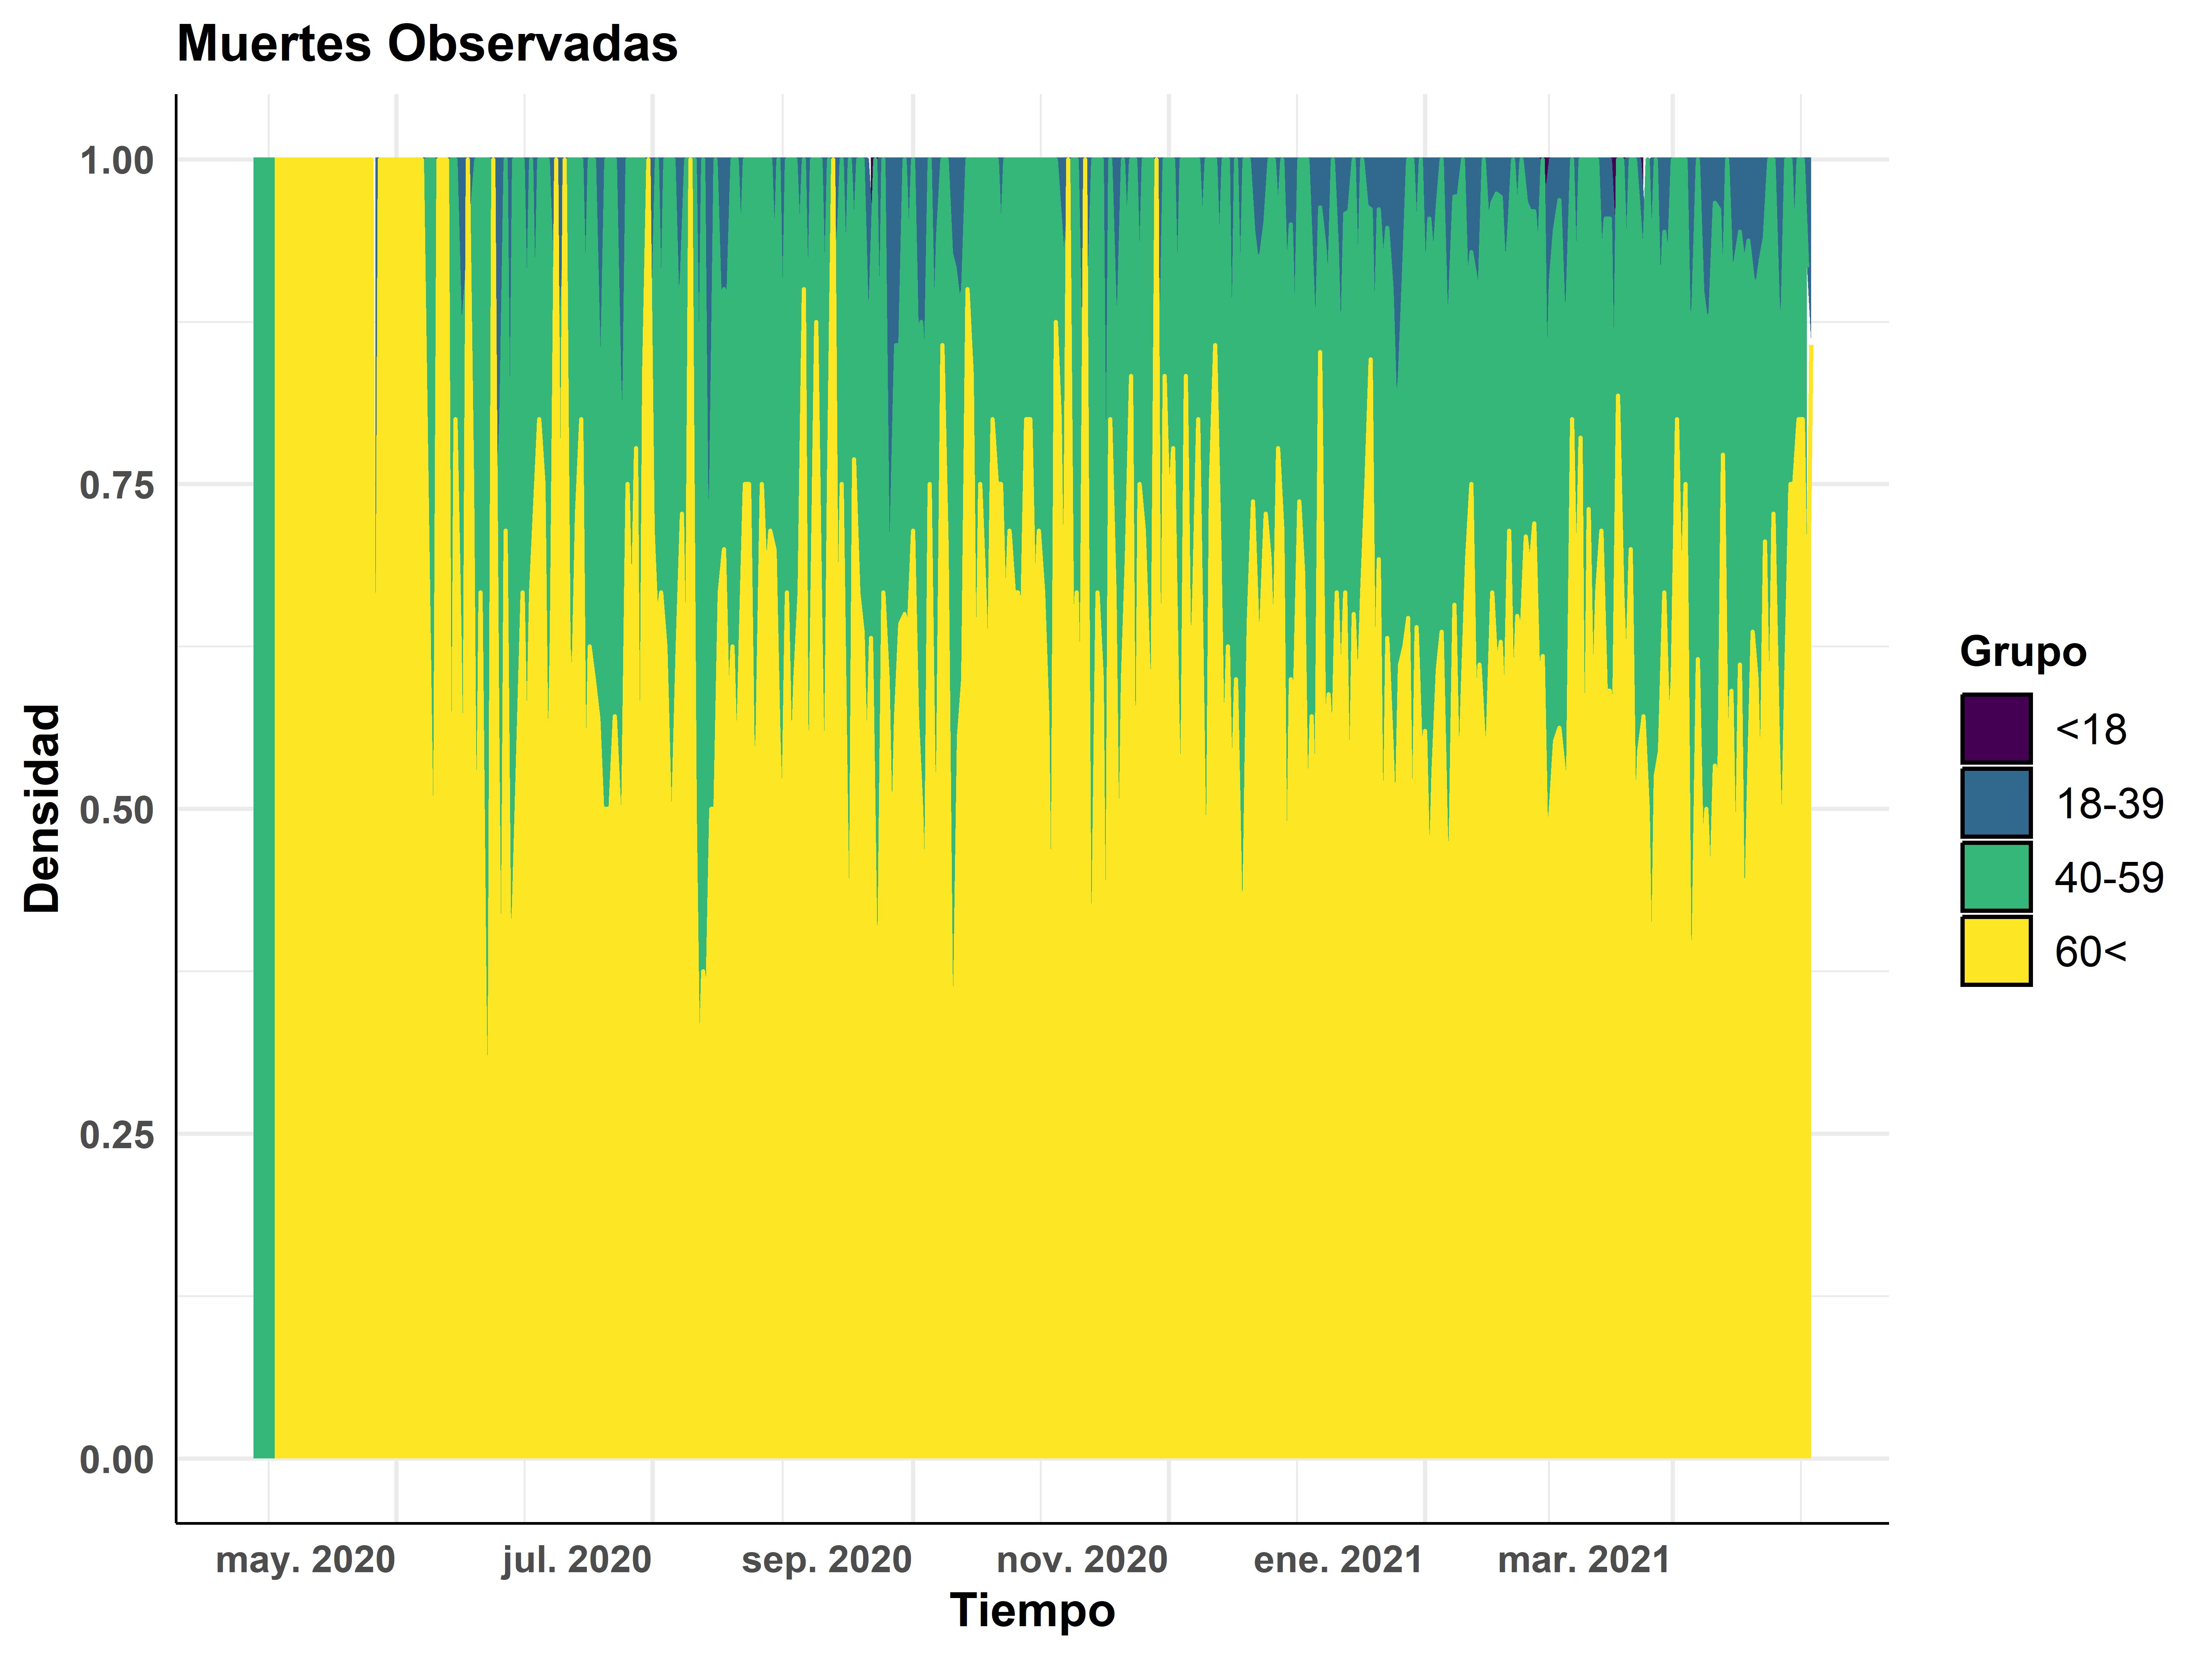 Muertes Observadas
1.00
0.75
0.50
0.25
0.00
Densidad
may. 2020
jul. 2020
sep. 2020
nov. 2020
ene. 2021
mar. 2021
Tiempo
Grupo
<18
18-39
40-59
60<